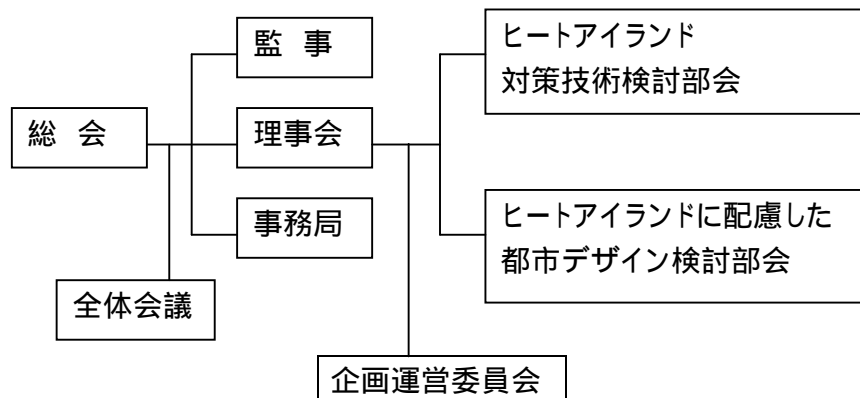 監 事
ヒートアイランド
対策技術検討部会
総 会
理事会
事務局
ヒートアイランドに配慮した
都市デザイン検討部会
全体会議
企画運営委員会